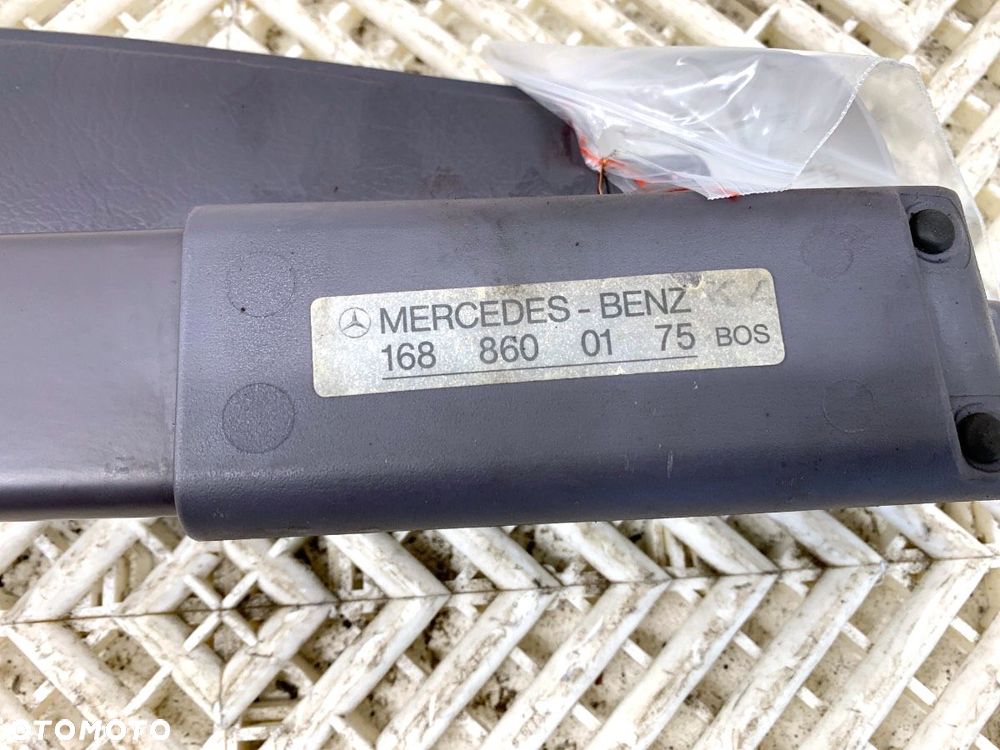 MERCEDES-BENZ
168 860 01 75 BOS
OTOMOTO